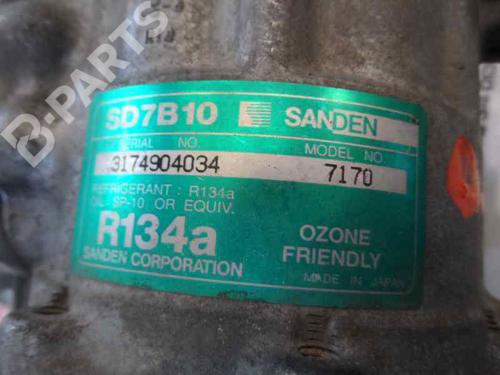 B-PARTS
SD7B10 SANDEN
SERIAL NO. MODEL NO.
3174904034 7170
REFRIGERANT : R134a
OIL SP-10 OR EQUIV.
R134a OZONE
FRIENDLY
SANDEN CORPORATION
MADE IN JAPAN